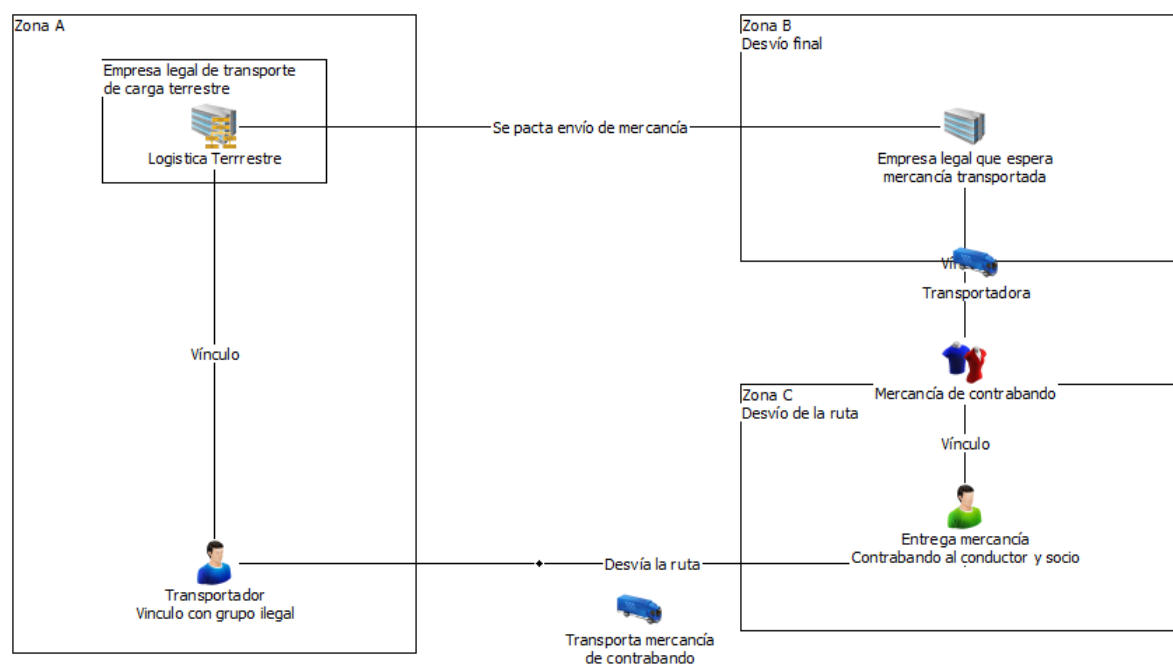 Zona A
Empresa legal de transporte
de carga terrestre
Logistica Terrrestre
Se pacta envío de mercancía
Zona B
Desvío final
Empresa legal que espera
mercancía transportada
Transportadora
Vínculo
Mercancía de contrabando
Zona C
Desvío de la ruta
Vínculo
Entrega mercancía
Contrabando al conductor y socio
Transportador
Vinculo con grupo ilegal
Desvía la ruta
Transporta mercancía
de contrabando